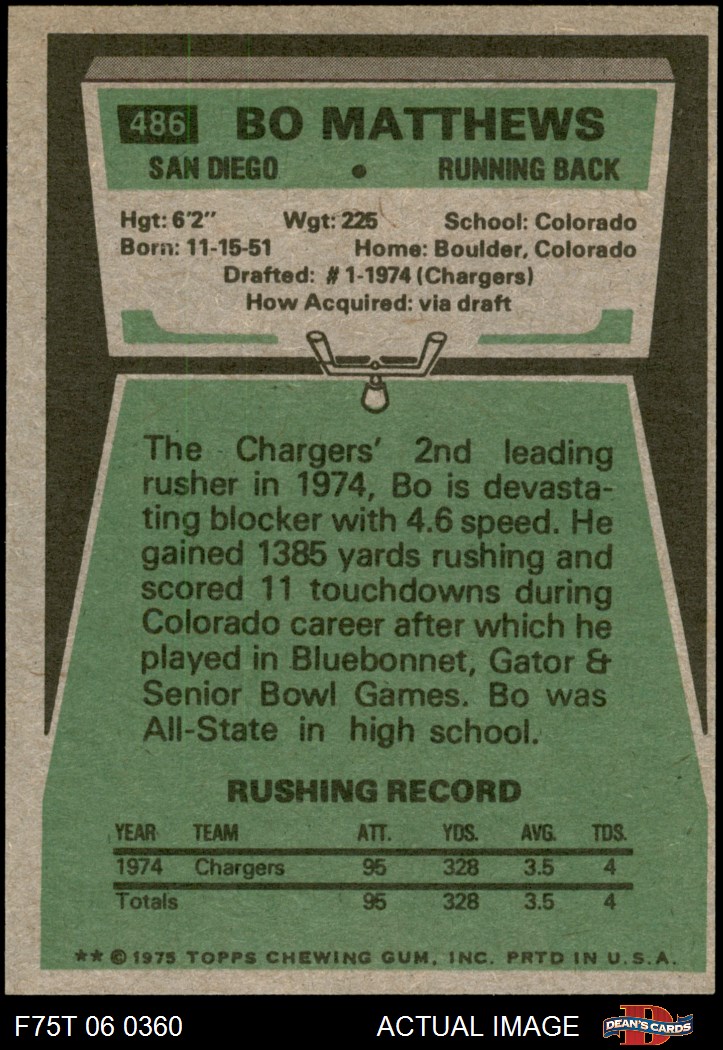 486 BO MATTHEWS
SAN DIEGO • RUNNING BACK
Hgt: 6'2" Wgt: 225 School: Colorado
Born: 11-15-51 Home: Boulder, Colorado
Drafted: #1-1974 (Chargers)
How Acquired: via draft
The Chargers' 2nd leading
rusher in 1974, Bo is devasta-
ting blocker with 4.6 speed. He
gained 1385 yards rushing and
scored 11 touchdowns during
Colorado career after which he
played in Bluebonnet, Gator &
Senior Bowl Games. Bo was
All-State in high school.
RUSHING RECORD
YEAR TEAM ATT. YDS. AVG. TDS.
1974 Chargers 95 328 3.5 4
Totals 95 328 3.5 4
** © 1975 TOPPS CHEWING GUM, INC. PRTD IN U.S.A.
F75T 06 0360 ACTUAL IMAGE D DEAN'S CARDS